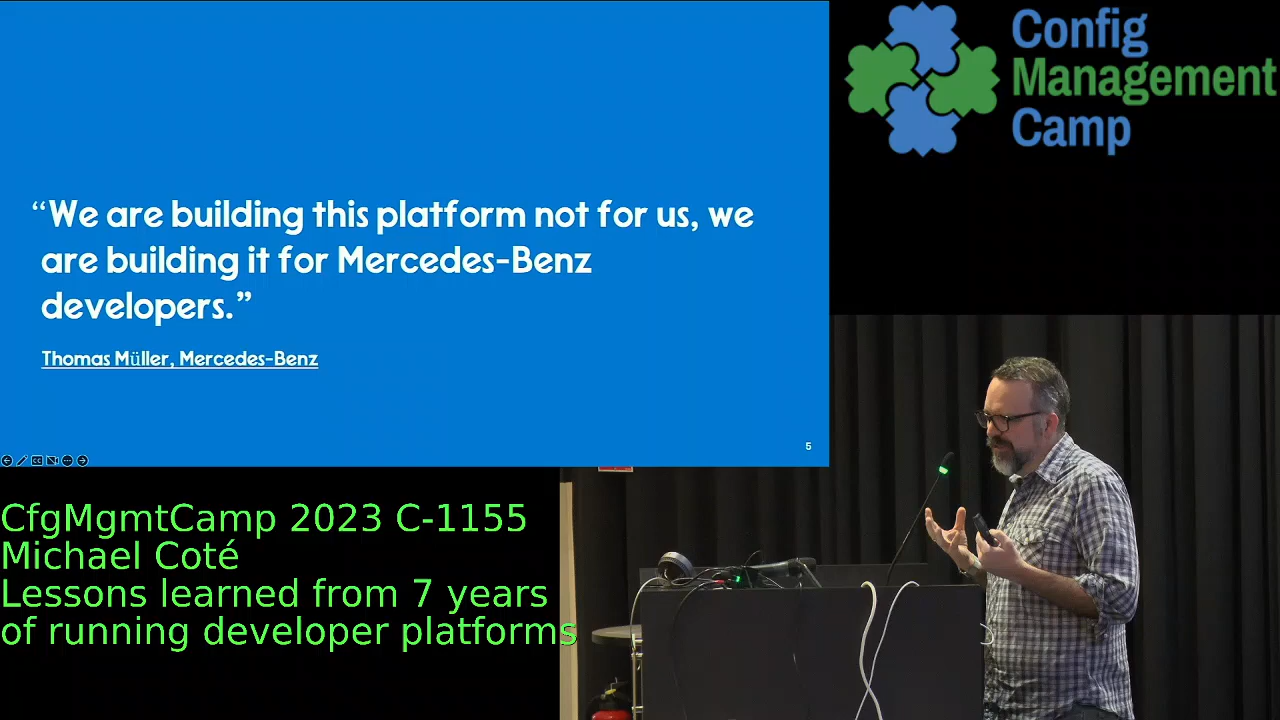 “We are building this platform not for us, we
are building it for Mercedes-Benz
developers.”
Thomas Müller, Mercedes-Benz
5
Config
Management
Camp
CfgMgmtCamp 2023 C-1155
Michael Coté
Lessons learned from 7 years
of running developer platforms